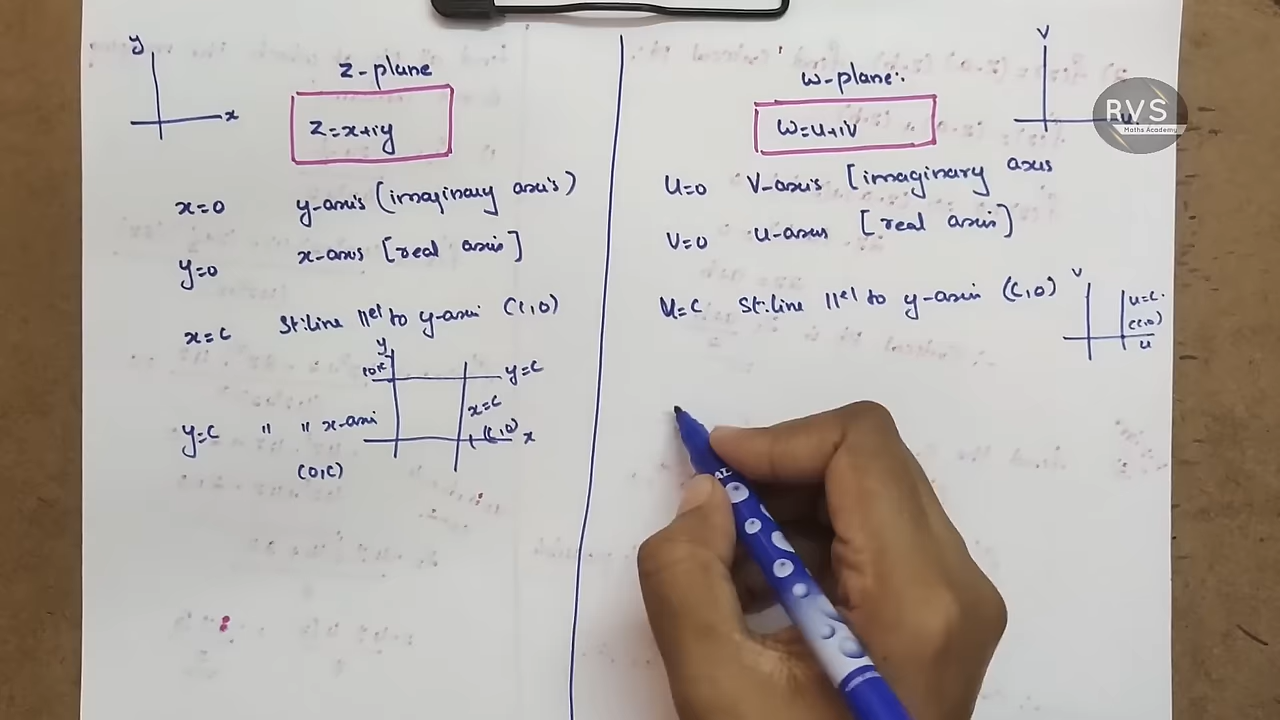 y
x
z-plane
z=x+iy
x=0 y-axis (imaginary axis)
y=0 x-axis [real axis]
x=c St.line llel to y-axis (c,0)
y=c " " x-axis
(0,c)
y
(0,c
y=c
x=c
(c,0) x
w-plane:
w=u+iv
v
RVS
Maths Academy
u=0 v-axis [imaginary axis
v=0 u-axis [real axis]
u=c St.line llel to y-axis (c,0)
v
u=c.
(c,0)
u